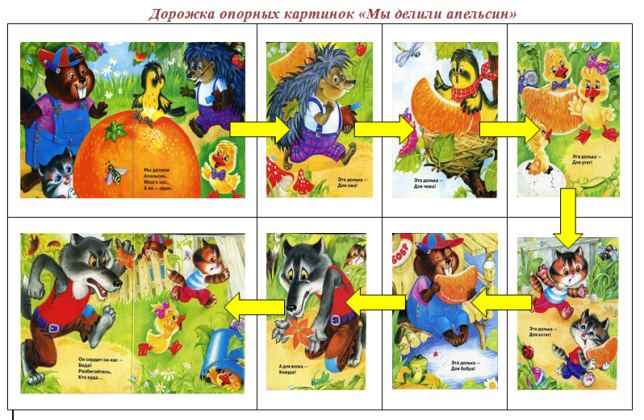 Дорожка опорных картинок «Мы делили апельсин»
Мы делили
Апельсин,
Много нас,
А он – один.
Эта долька –
Для ежа!
Эта долька –
Для чижа!
Эта долька –
Для утят!
Эта долька –
Для котят!
БОБР
Эта долька –
Для бобра!
А для волка –
Кожура!
Он сердит на нас –
Беда!
Разбегайтесь,
Кто куда...